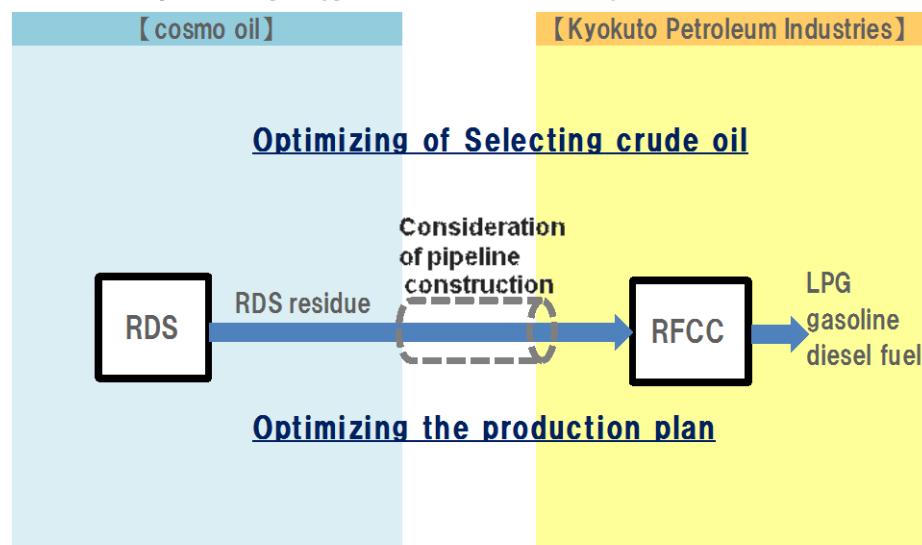 【cosmo oil】
【Kyokuto Petroleum Industries】
Optimizing of Selecting crude oil
Consideration
of pipeline
construction
RDS
RDS residue
RFCC
LPG
gasoline
diesel fuel
Optimizing the production plan